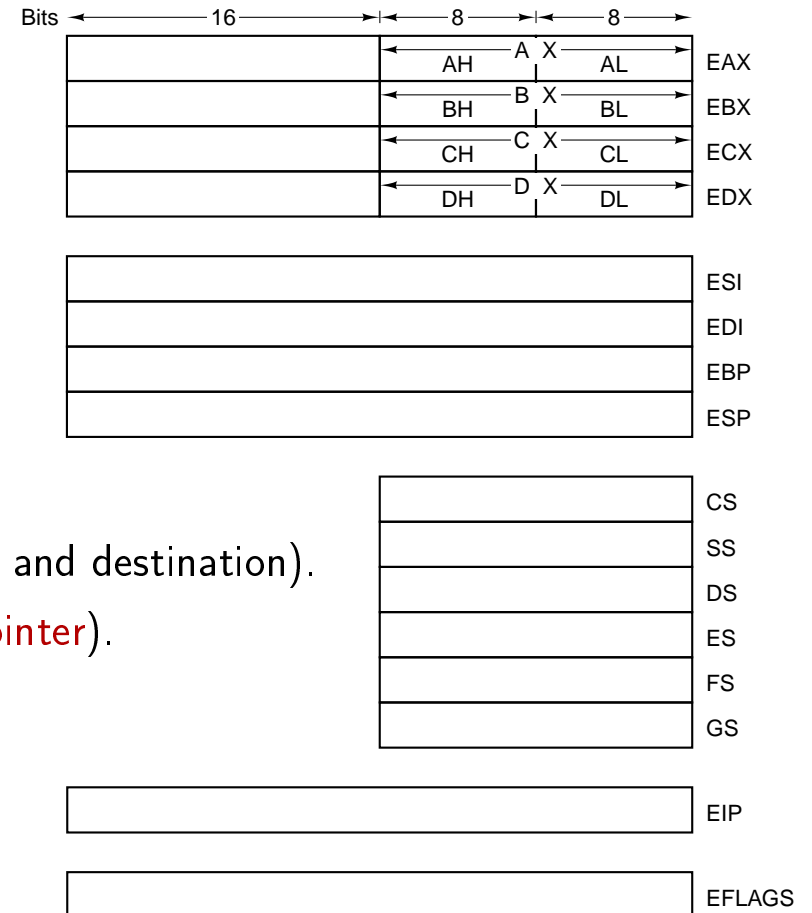 Bits 16 8 8
A X
AH AL EAX
B X
BH BL EBX
C X
CH CL ECX
D X
DH DL EDX
ESI
EDI
EBP
ESP
CS
SS
and destination).
DS
ES
inter).
FS
GS
EIP
EFLAGS